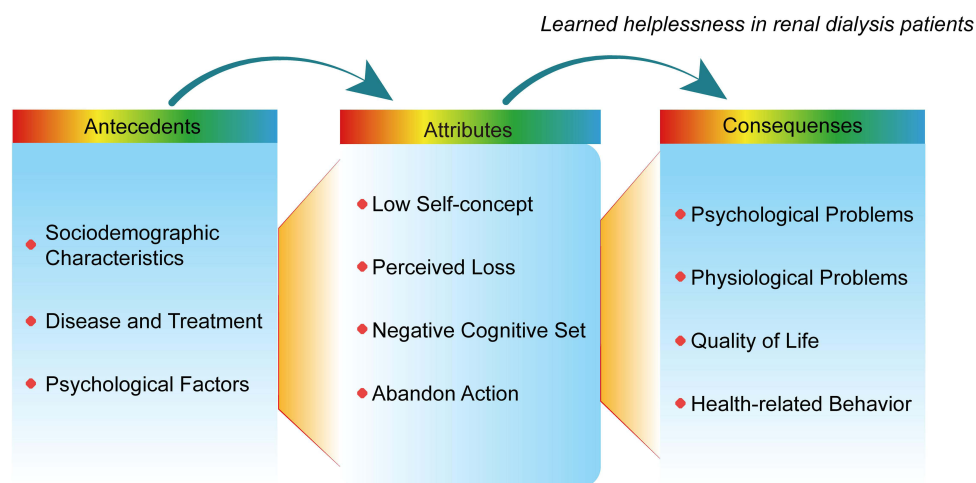 Learned helplessness in renal dialysis patients
Antecedents
Sociodemographic
Characteristics
Disease and Treatment
Psychological Factors
Attributes
Low Self-concept
Perceived Loss
Negative Cognitive Set
Abandon Action
Consequenses
Psychological Problems
Physiological Problems
Quality of Life
Health-related Behavior